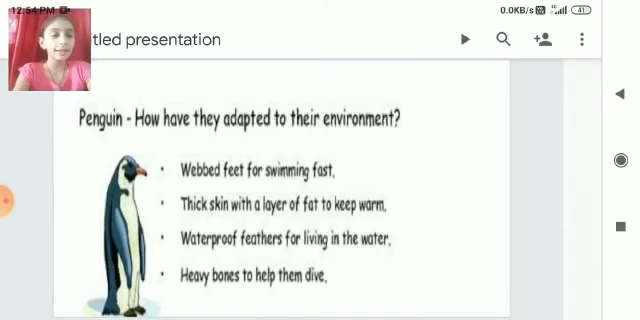 12:54 PM
0.0KB/s 4G 41
tled presentation
Penguin - How have they adapted to their environment?
• Webbed feet for swimming fast.
• Thick skin with a layer of fat to keep warm.
• Waterproof feathers for living in the water.
• Heavy bones to help them dive.